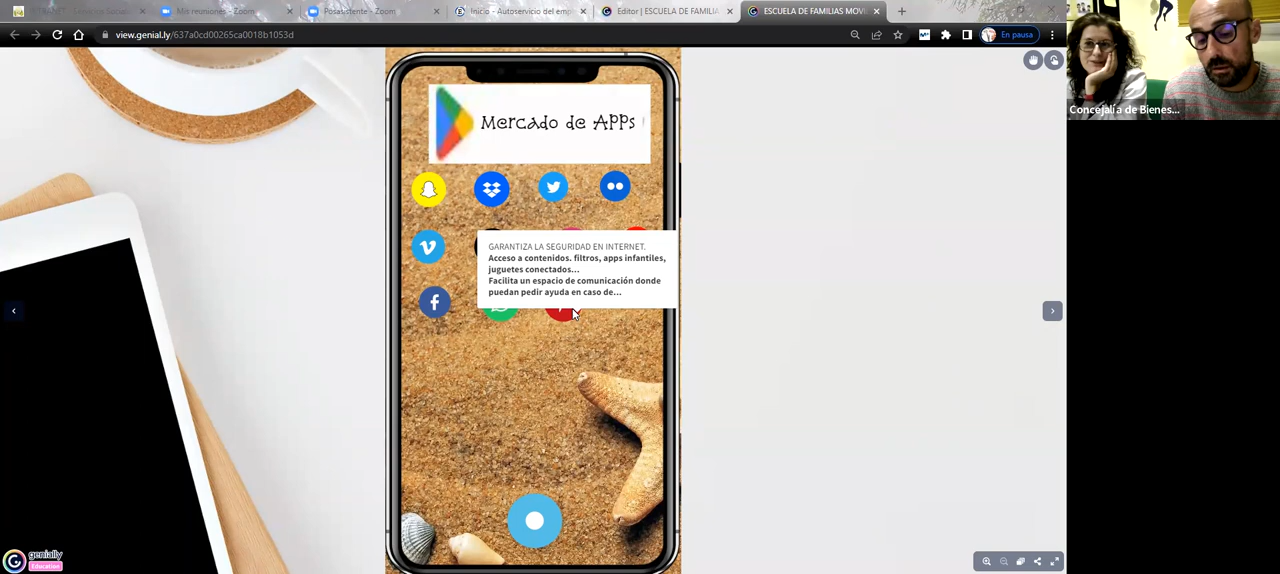 Mis reuniones - Zoom
Posasistente - Zoom
Inicio - Autoservicio del emp
Editor | ESCUELA DE FAMILIA
ESCUELA DE FAMILIAS MOV
view.genial.ly/637a0cd00265ca0018b1053d
En pausa
Mercado de Apps
GARANTIZA LA SEGURIDAD EN INTERNET.
Acceso a contenidos. filtros, apps infantiles,
juguetes conectados...
Facilita un espacio de comunicación donde
puedan pedir ayuda en caso de...
Concejalía de Bienes...
genially
Education